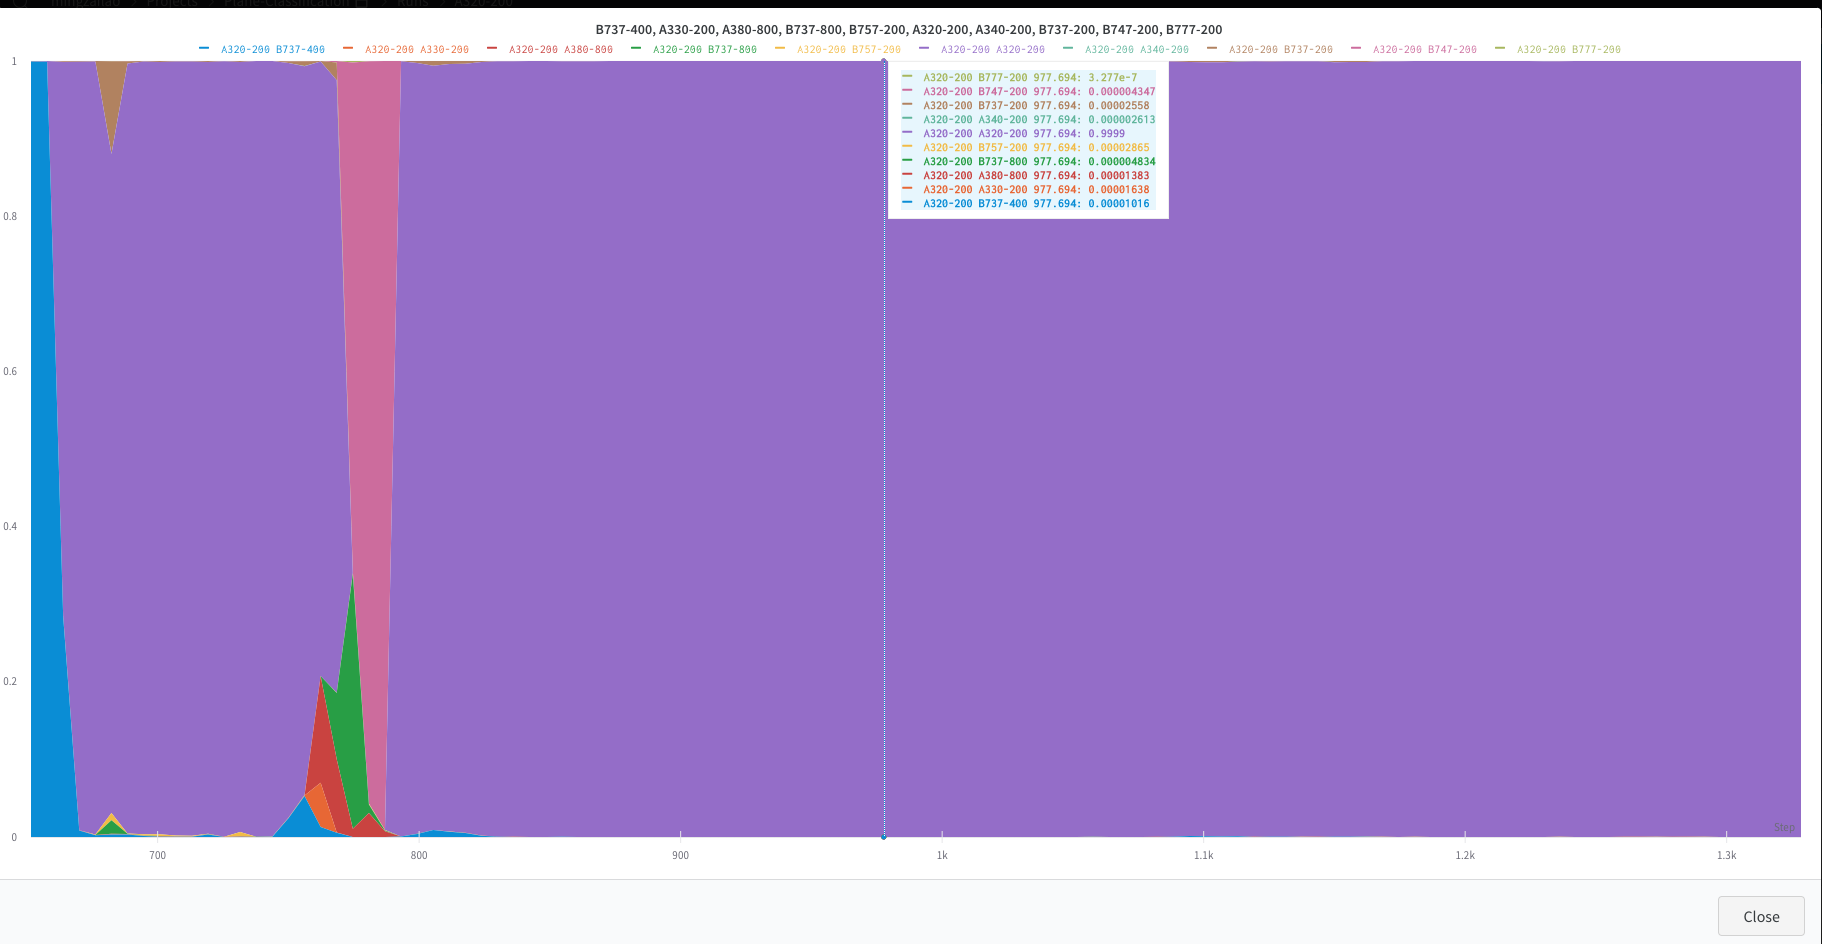 mingzaihao > Projects > Plane-Classification > Runs > A320-200
B737-400, A330-200, A380-800, B737-800, B757-200, A320-200, A340-200, B737-200, B747-200, B777-200
A320-200 B737-400 A320-200 A330-200 A320-200 A380-800 A320-200 B737-800 A320-200 B757-200 A320-200 A320-200 A320-200 A340-200 A320-200 B737-200 A320-200 B747-200 A320-200 B777-200
1
A320-200 B777-200 977.694: 3.277e-7
A320-200 B747-200 977.694: 0.000004347
A320-200 B737-200 977.694: 0.00002558
A320-200 A340-200 977.694: 0.000002613
A320-200 A320-200 977.694: 0.9999
A320-200 B757-200 977.694: 0.00002865
A320-200 B737-800 977.694: 0.000004834
A320-200 A380-800 977.694: 0.00001383
A320-200 A330-200 977.694: 0.00001638
A320-200 B737-400 977.694: 0.00001016
0.8
0.6
0.4
0.2
Step
0
700 800 900 1k 1.1k 1.2k 1.3k
Close